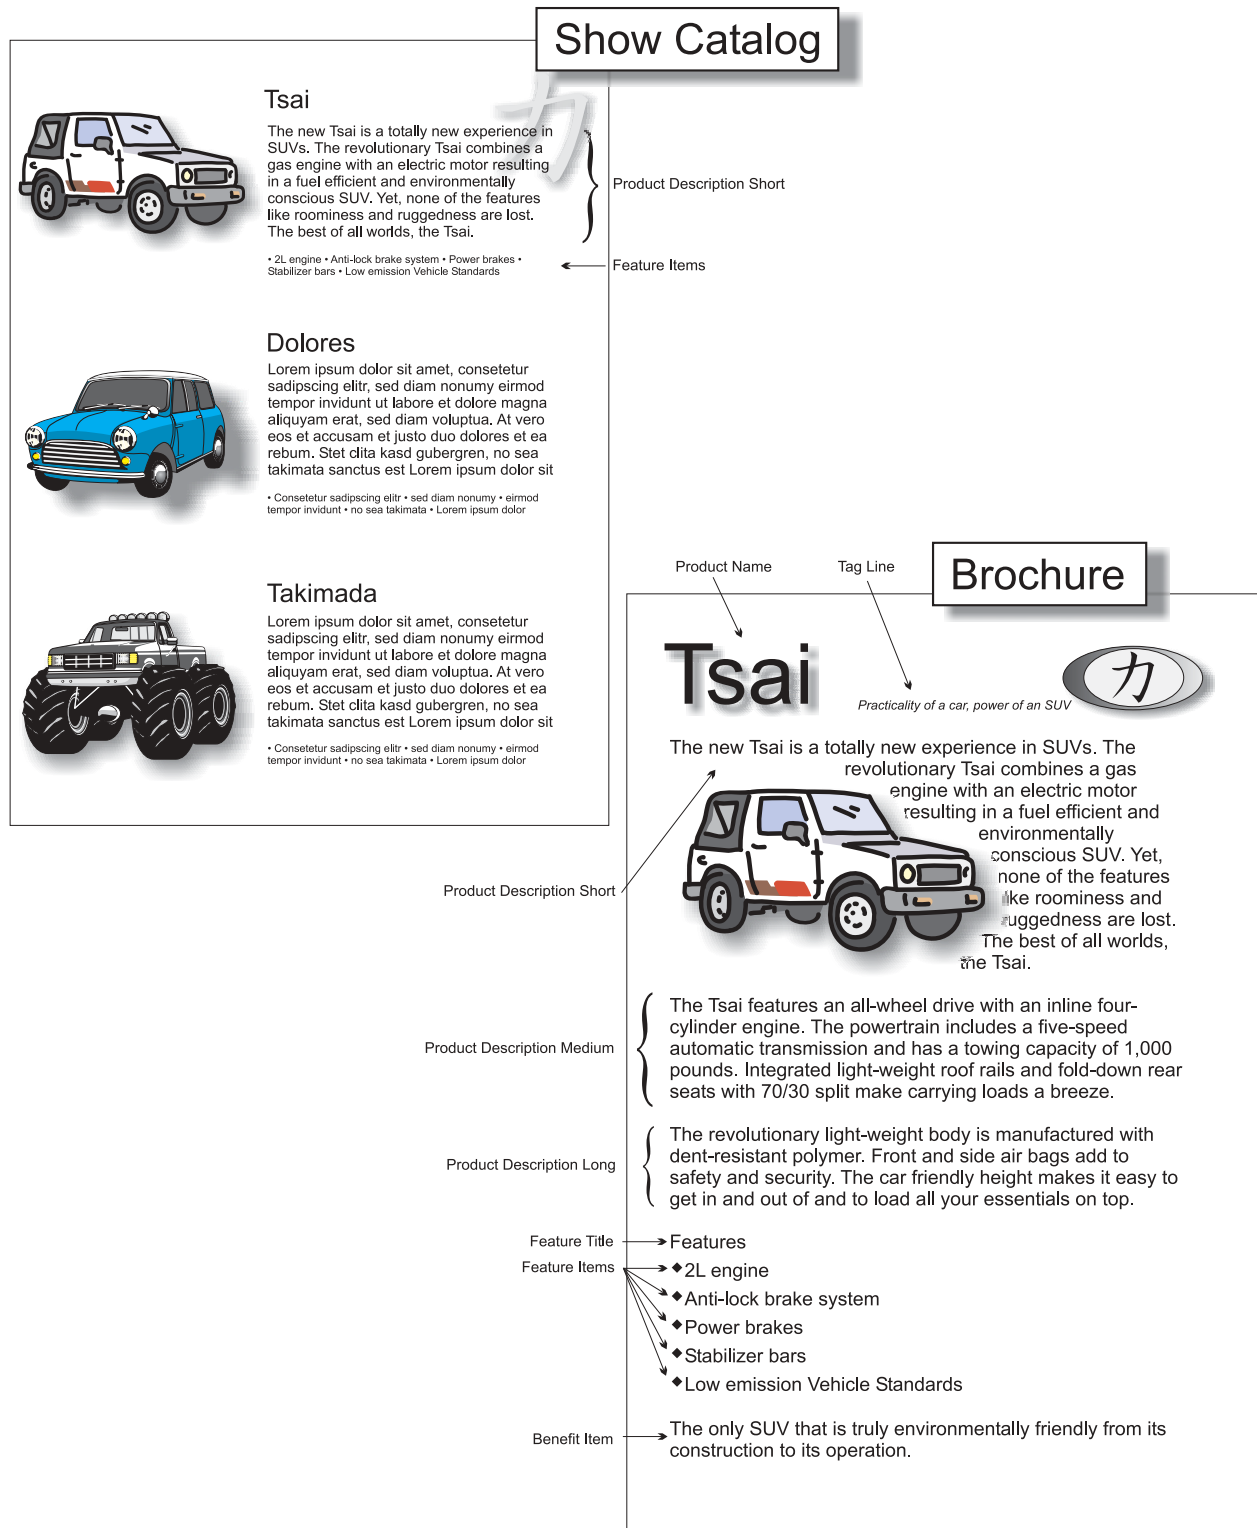 Show Catalog
Tsai
力
The new Tsai is a totally new experience in
SUVs. The revolutionary Tsai combines a
gas engine with an electric motor resulting
in a fuel efficient and environmentally
conscious SUV. Yet, none of the features
like roominess and ruggedness are lost.
The best of all worlds, the Tsai.
Product Description Short
• 2L engine • Anti-lock brake system • Power brakes •
Stabilizer bars • Low emission Vehicle Standards
Feature Items
Dolores
Lorem ipsum dolor sit amet, consetetur
sadipscing elitr, sed diam nonumy eirmod
tempor invidunt ut labore et dolore magna
aliquyam erat, sed diam voluptua. At vero
eos et accusam et justo duo dolores et ea
rebum. Stet clita kasd gubergren, no sea
takimata sanctus est Lorem ipsum dolor sit
• Consetetur sadipscing elitr • sed diam nonumy • eirmod
tempor invidunt • no sea takimata • Lorem ipsum dolor
Takimada
Lorem ipsum dolor sit amet, consetetur
sadipscing elitr, sed diam nonumy eirmod
tempor invidunt ut labore et dolore magna
aliquyam erat, sed diam voluptua. At vero
eos et accusam et justo duo dolores et ea
rebum. Stet clita kasd gubergren, no sea
takimata sanctus est Lorem ipsum dolor sit
• Consetetur sadipscing elitr • sed diam nonumy • eirmod
tempor invidunt • no sea takimata • Lorem ipsum dolor
Brochure
Product Name
Tag Line
Tsai
Practicality of a car, power of an SUV
力
The new Tsai is a totally new experience in SUVs. The
revolutionary Tsai combines a gas
engine with an electric motor
resulting in a fuel efficient and
environmentally
conscious SUV. Yet,
none of the features
like roominess and
ruggedness are lost.
The best of all worlds,
the Tsai.
Product Description Short
The Tsai features an all-wheel drive with an inline four-
cylinder engine. The powertrain includes a five-speed
automatic transmission and has a towing capacity of 1,000
pounds. Integrated light-weight roof rails and fold-down rear
seats with 70/30 split make carrying loads a breeze.
Product Description Medium
The revolutionary light-weight body is manufactured with
dent-resistant polymer. Front and side air bags add to
safety and security. The car friendly height makes it easy to
get in and out of and to load all your essentials on top.
Product Description Long
Feature Title
Features
Feature Items
◆2L engine
◆Anti-lock brake system
◆Power brakes
◆Stabilizer bars
◆Low emission Vehicle Standards
Benefit Item
The only SUV that is truly environmentally friendly from its
construction to its operation.